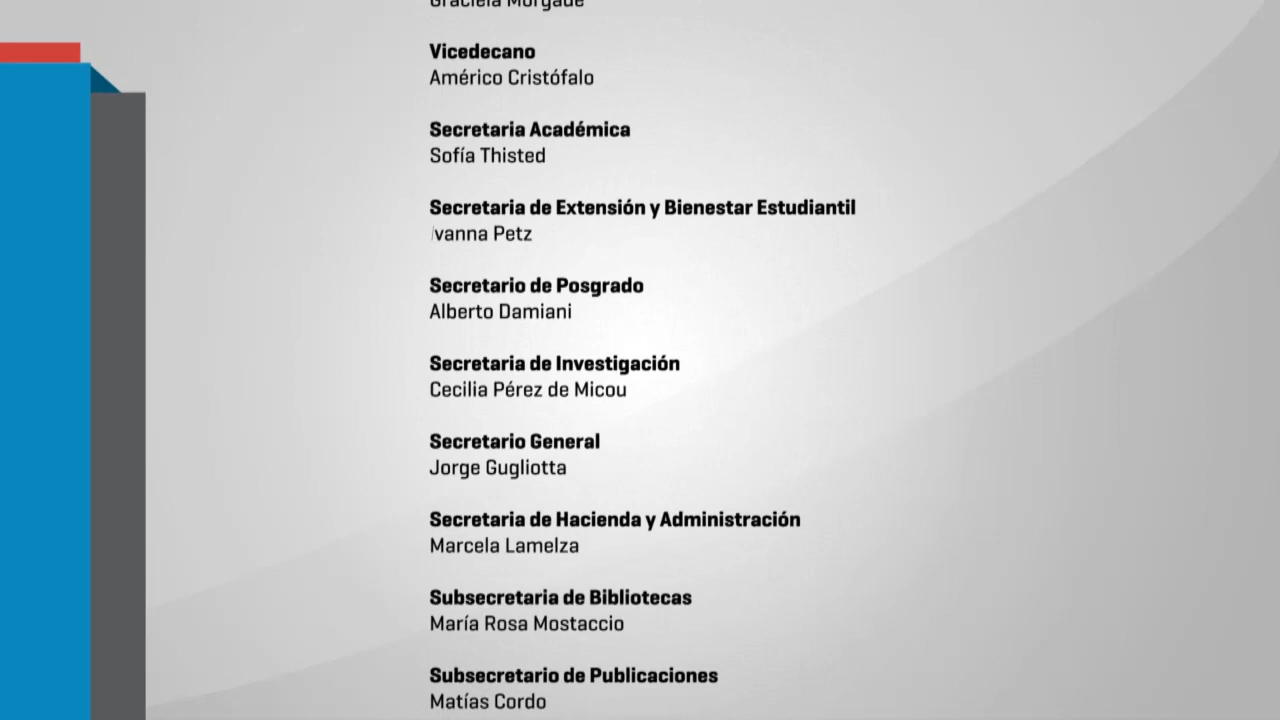 Graciela Morgade
Vicedecano
Américo Cristófalo
Secretaria Académica
Sofía Thisted
Secretaria de Extensión y Bienestar Estudiantil
Ivanna Petz
Secretario de Posgrado
Alberto Damiani
Secretaria de Investigación
Cecilia Pérez de Micou
Secretario General
Jorge Gugliotta
Secretaria de Hacienda y Administración
Marcela Lamelza
Subsecretaria de Bibliotecas
María Rosa Mostaccio
Subsecretario de Publicaciones
Matías Cordo